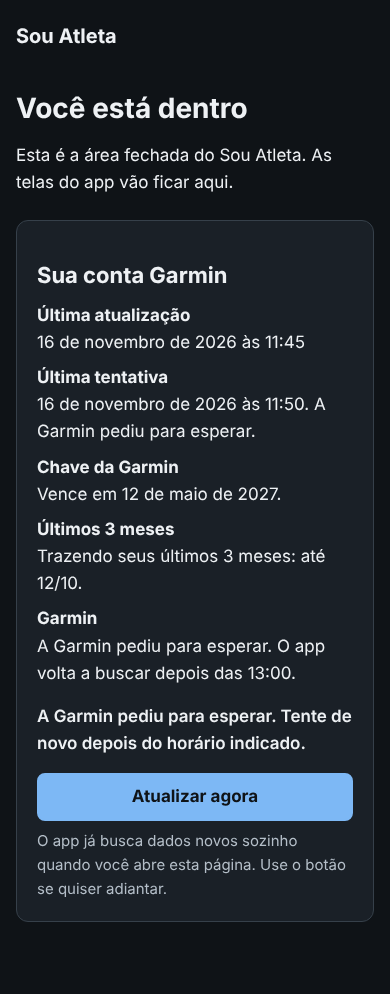 Sou Atleta
Você está dentro
Esta é a área fechada do Sou Atleta. As
telas do app vão ficar aqui.
Sua conta Garmin
Última atualização
16 de novembro de 2026 às 11:45
Última tentativa
16 de novembro de 2026 às 11:50. A
Garmin pediu para esperar.
Chave da Garmin
Vence em 12 de maio de 2027.
Últimos 3 meses
Trazendo seus últimos 3 meses: até
12/10.
Garmin
A Garmin pediu para esperar. O app
volta a buscar depois das 13:00.
A Garmin pediu para esperar. Tente de
novo depois do horário indicado.
Atualizar agora
O app já busca dados novos sozinho
quando você abre esta página. Use o botão
se quiser adiantar.